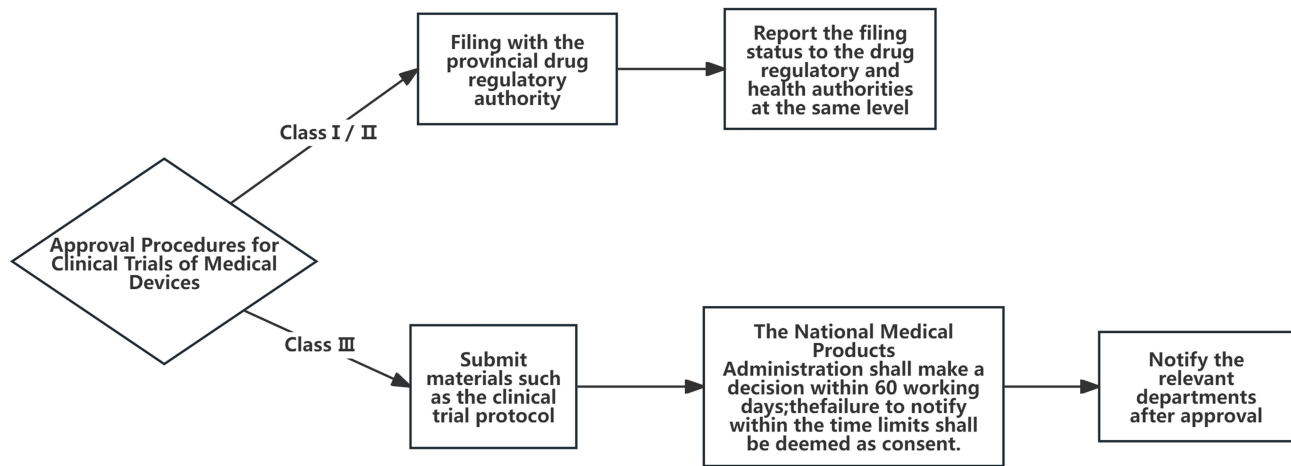 Filing with the
provincial drug
regulatory
authority
Report the filing
status to the drug
regulatory and
health authorities
at the same level
Class Ⅰ / Ⅱ
Approval Procedures for
Clinical Trials of Medical
Devices
Class Ⅲ
Submit
materials such
as the clinical
trial protocol
The National Medical
Products
Administration shall make a
decision within 60 working
days;thefailure to notify
within the time limits shall
be deemed as consent.
Notify the
relevant
departments
after approval